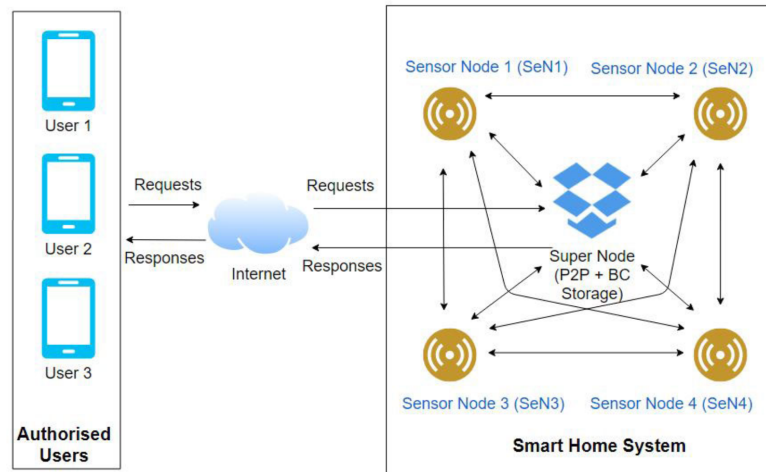 User 1
User 2
User 3
Authorised
Users
Requests
Responses
Internet
Requests
Responses
Sensor Node 1 (SeN1)
Sensor Node 2 (SeN2)
Super Node
(P2P + BC
Storage)
Sensor Node 3 (SeN3)
Sensor Node 4 (SeN4)
Smart Home System